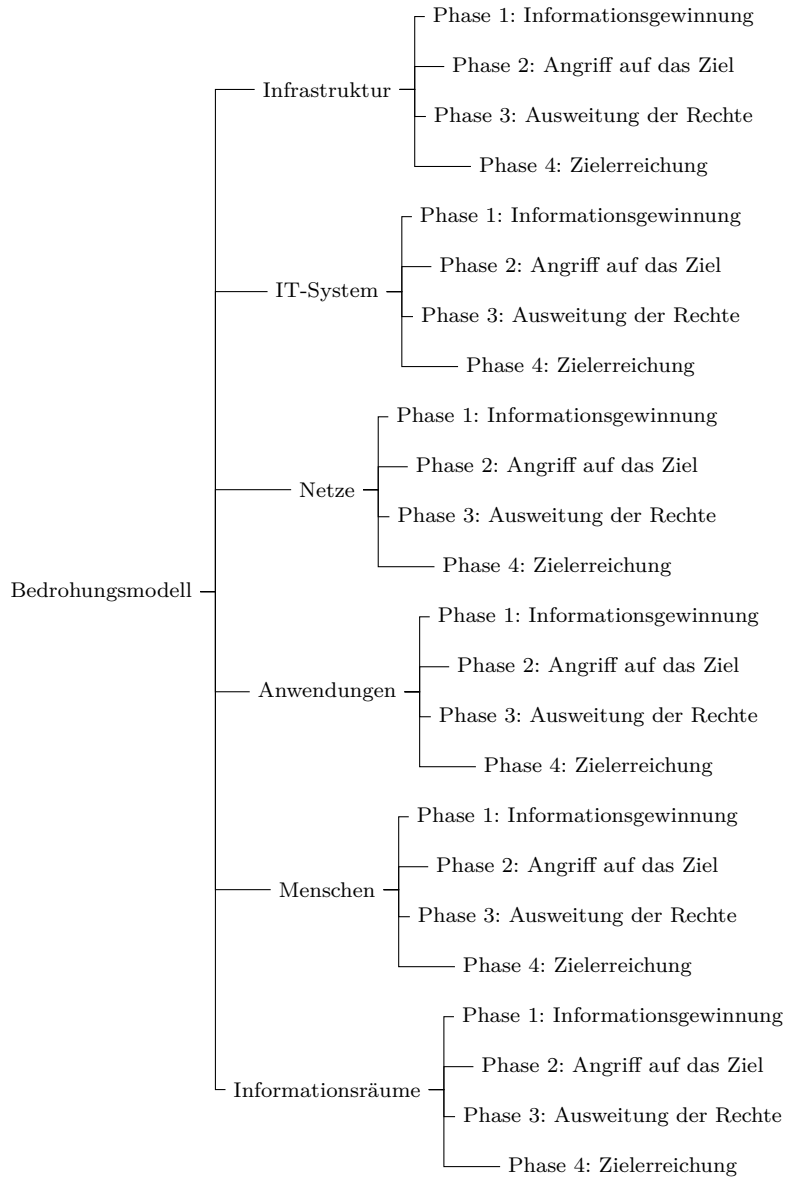 Bedrohungsmodell
Infrastruktur
Phase 1: Informationsgewinnung
Phase 2: Angriff auf das Ziel
Phase 3: Ausweitung der Rechte
Phase 4: Zielerreichung
IT-System
Phase 1: Informationsgewinnung
Phase 2: Angriff auf das Ziel
Phase 3: Ausweitung der Rechte
Phase 4: Zielerreichung
Netze
Phase 1: Informationsgewinnung
Phase 2: Angriff auf das Ziel
Phase 3: Ausweitung der Rechte
Phase 4: Zielerreichung
Anwendungen
Phase 1: Informationsgewinnung
Phase 2: Angriff auf das Ziel
Phase 3: Ausweitung der Rechte
Phase 4: Zielerreichung
Menschen
Phase 1: Informationsgewinnung
Phase 2: Angriff auf das Ziel
Phase 3: Ausweitung der Rechte
Phase 4: Zielerreichung
Informationsräume
Phase 1: Informationsgewinnung
Phase 2: Angriff auf das Ziel
Phase 3: Ausweitung der Rechte
Phase 4: Zielerreichung